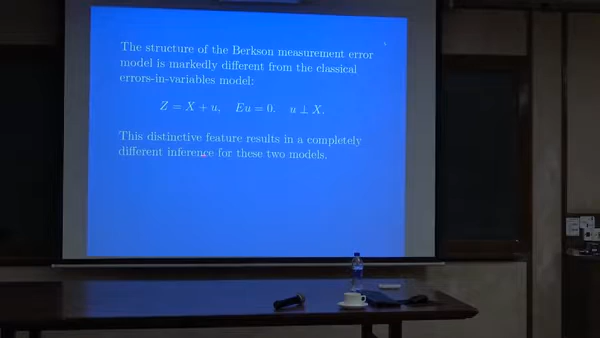 The structure of the Berkson measurement error
model is markedly different from the classical
errors-in-variables model:
Z = X + u, Eu = 0. u ⊥ X.
This distinctive feature results in a completely
different inference for these two models.